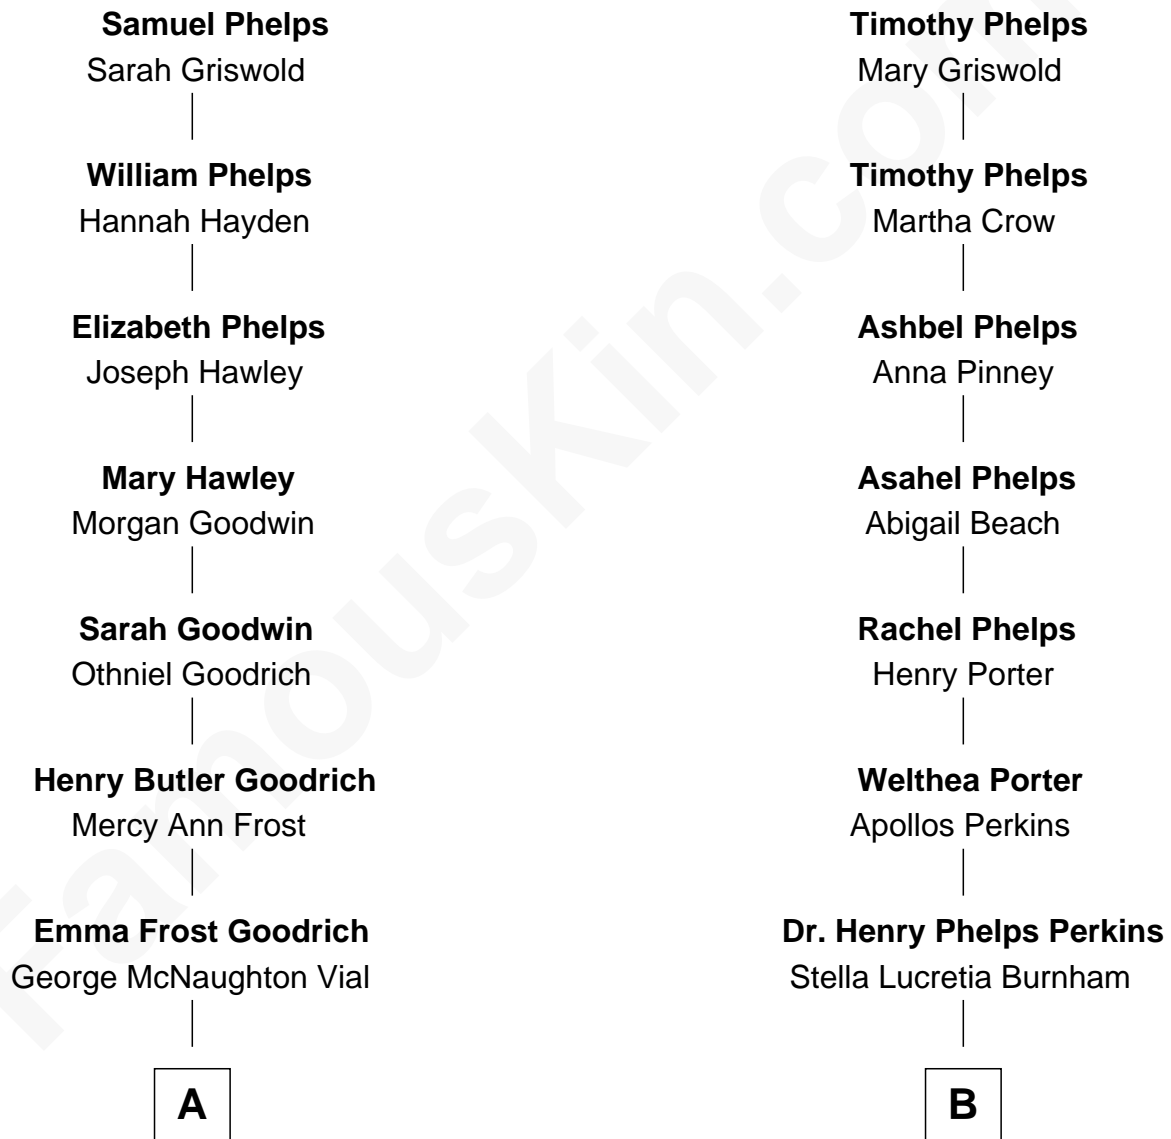 Samuel Phelps
Sarah Griswold
William Phelps
Hannah Hayden
Elizabeth Phelps
Joseph Hawley
Mary Hawley
Morgan Goodwin
Sarah Goodwin
Othniel Goodrich
Henry Butler Goodrich
Mercy Ann Frost
Emma Frost Goodrich
George McNaughton Vial
A
Timothy Phelps
Mary Griswold
Timothy Phelps
Martha Crow
Ashbel Phelps
Anna Pinney
Asahel Phelps
Abigail Beach
Rachel Phelps
Henry Porter
Welthea Porter
Apollos Perkins
Dr. Henry Phelps Perkins
Stella Lucretia Burnham
B
FamousKin.com